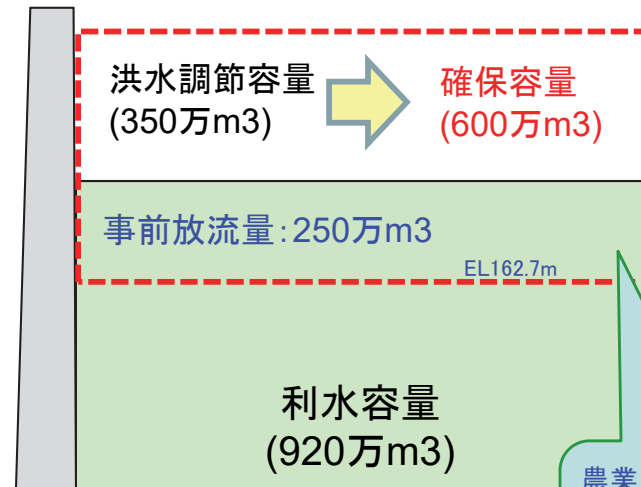 洪水調節容量
(350万m3)
確保容量
(600万m3)
事前放流量:250万m3
EL162.7m
利水容量
(920万m3)
農業